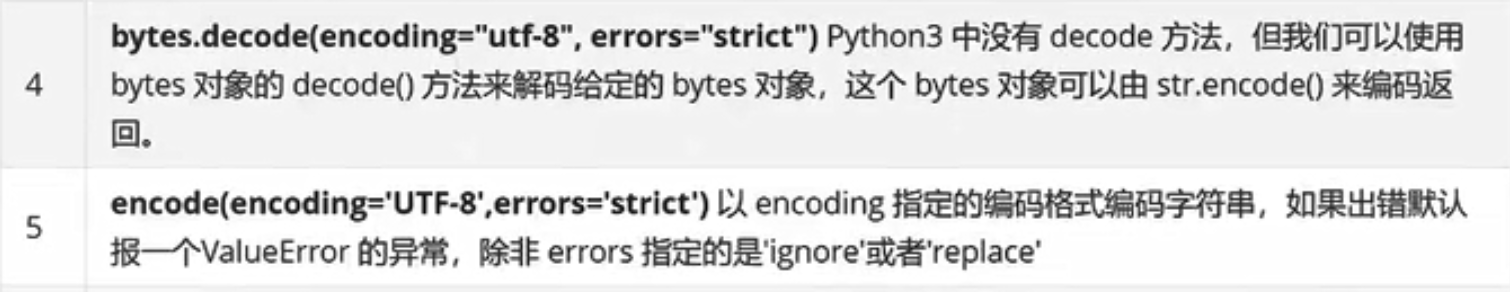 4
bytes.decode(encoding="utf-8", errors="strict") Python3 中没有 decode 方法，但我们可以使用
bytes 对象的 decode() 方法来解码给定的 bytes 对象，这个 bytes 对象可以由 str.encode() 来编码返
回。
5
encode(encoding='UTF-8',errors='strict') 以 encoding 指定的编码格式编码字符串，如果出错默认
报一个ValueError 的异常，除非 errors 指定的是'ignore'或者'replace'